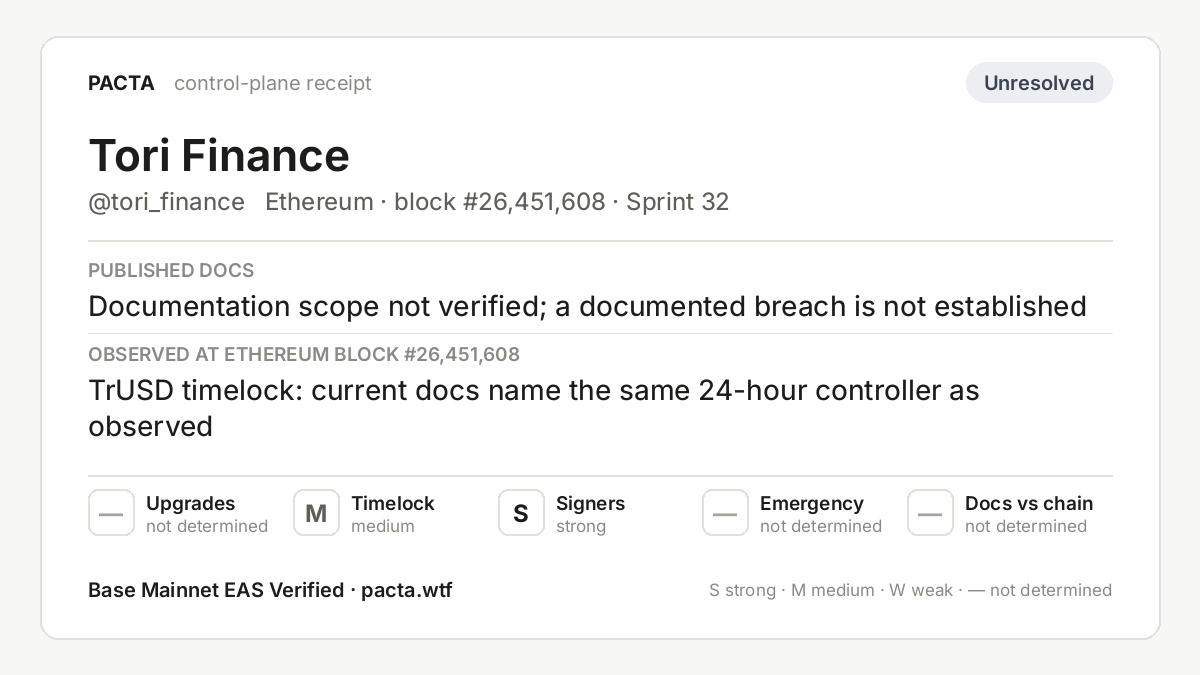 PACTA control-plane receipt Unresolved
Tori Finance
@tori_finance Ethereum · block #26,451,608 · Sprint 32
PUBLISHED DOCS
Documentation scope not verified; a documented breach is not established
OBSERVED AT ETHEREUM BLOCK #26,451,608
TrUSD timelock: current docs name the same 24-hour controller as
observed
— Upgrades not determined
M Timelock medium
S Signers strong
— Emergency not determined
— Docs vs chain not determined
Base Mainnet EAS Verified · pacta.wtf
S strong · M medium · W weak · — not determined